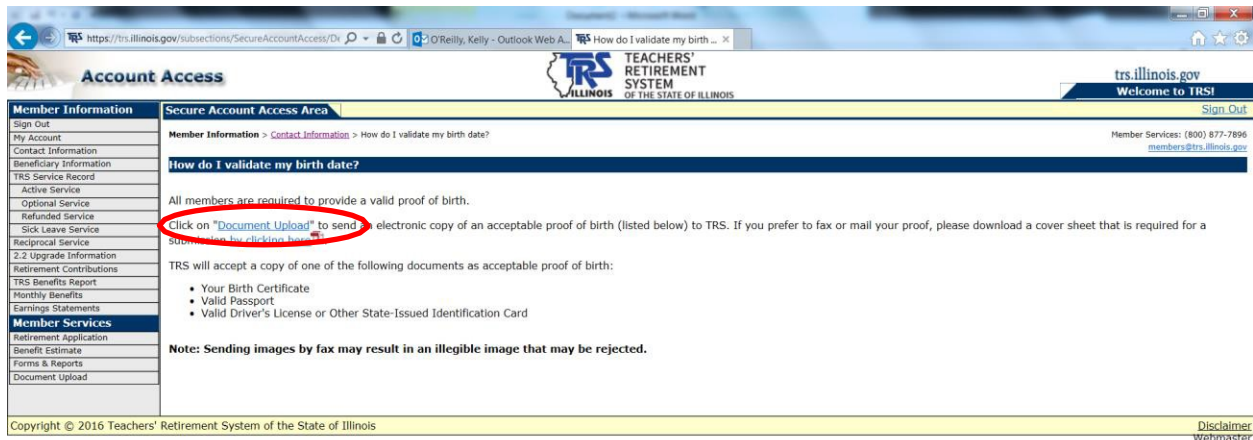 Document1 - Microsoft Word
https://trs.illinois.gov/subsections/SecureAccountAccess/Do
O'Reilly, Kelly - Outlook Web A...
TRS How do I validate my birth ...
Account Access
TRS
ILLINOIS
TEACHERS'
RETIREMENT
SYSTEM
OF THE STATE OF ILLINOIS
trs.illinois.gov
Welcome to TRS!
Member Information
Secure Account Access Area
Sign Out
Sign Out
My Account
Contact Information
Beneficiary Information
TRS Service Record
Active Service
Optional Service
Refunded Service
Sick Leave Service
Reciprocal Service
2.2 Upgrade Information
Retirement Contributions
TRS Benefits Report
Monthly Benefits
Earnings Statements
Member Services
Retirement Application
Benefit Estimate
Forms & Reports
Document Upload
Member Information > Contact Information > How do I validate my birth date?
Member Services: (800) 877-7896
members@trs.illinois.gov
How do I validate my birth date?
All members are required to provide a valid proof of birth.
Click on "Document Upload" to send an electronic copy of an acceptable proof of birth (listed below) to TRS. If you prefer to fax or mail your proof, please download a cover sheet that is required for a
submission by clicking here
TRS will accept a copy of one of the following documents as acceptable proof of birth:
• Your Birth Certificate
• Valid Passport
• Valid Driver's License or Other State-Issued Identification Card
Note: Sending images by fax may result in an illegible image that may be rejected.
Copyright © 2016 Teachers' Retirement System of the State of Illinois
Disclaimer
Webmaster